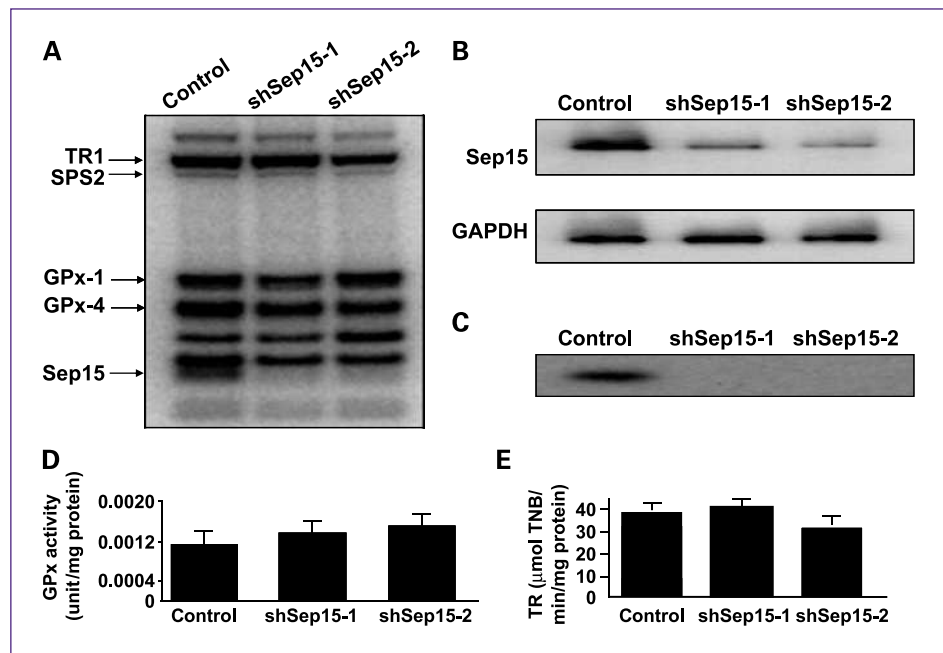 A
Control
shSep15-1
shSep15-2
TR1
SPS2
GPx-1
GPx-4
Sep15
B
Control shSep15-1 shSep15-2
Sep15
GAPDH
C
Control shSep15-1 shSep15-2
D
GPx activity
(unit/mg protein)
0.0020
0.0012
0.0004
0
Control shSep15-1 shSep15-2
E
TR (µmol TNB/
min/mg protein)
40
30
20
10
0
Control shSep15-1 shSep15-2